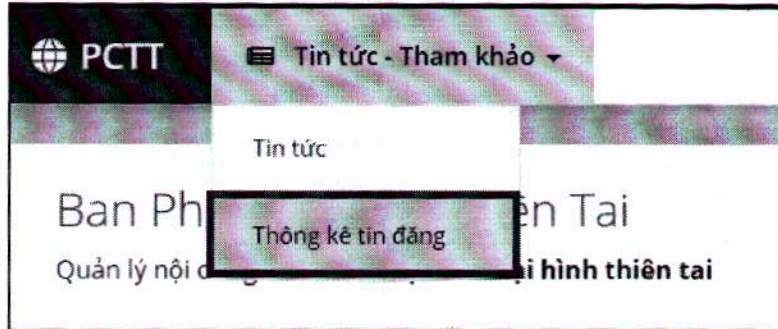 PCTT Tin tức - Tham khảo
Tin tức
Ban Ph ên Tai
Thông kê tin đăng
Quản lý nội ại hình thiên tai